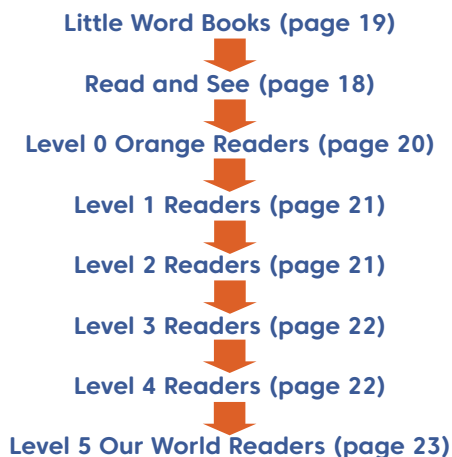 Little Word Books (page 19)
Read and See (page 18)
Level 0 Orange Readers (page 20)
Level 1 Readers (page 21)
Level 2 Readers (page 21)
Level 3 Readers (page 22)
Level 4 Readers (page 22)
Level 5 Our World Readers (page 23)